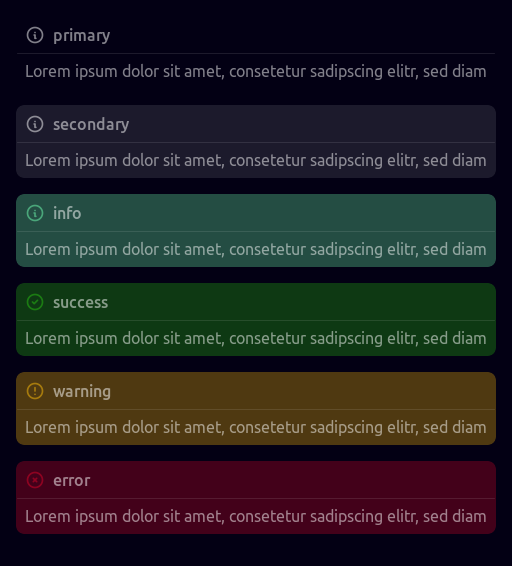 primary
Lorem ipsum dolor sit amet, consetetur sadipscing elitr, sed diam
secondary
Lorem ipsum dolor sit amet, consetetur sadipscing elitr, sed diam
info
Lorem ipsum dolor sit amet, consetetur sadipscing elitr, sed diam
success
Lorem ipsum dolor sit amet, consetetur sadipscing elitr, sed diam
warning
Lorem ipsum dolor sit amet, consetetur sadipscing elitr, sed diam
error
Lorem ipsum dolor sit amet, consetetur sadipscing elitr, sed diam